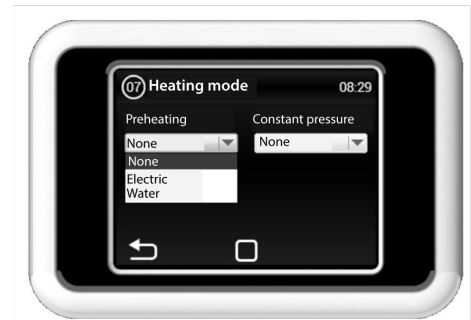 07 Heating mode 08:29
Preheating Constant pressure
None None
None
Electric
Water